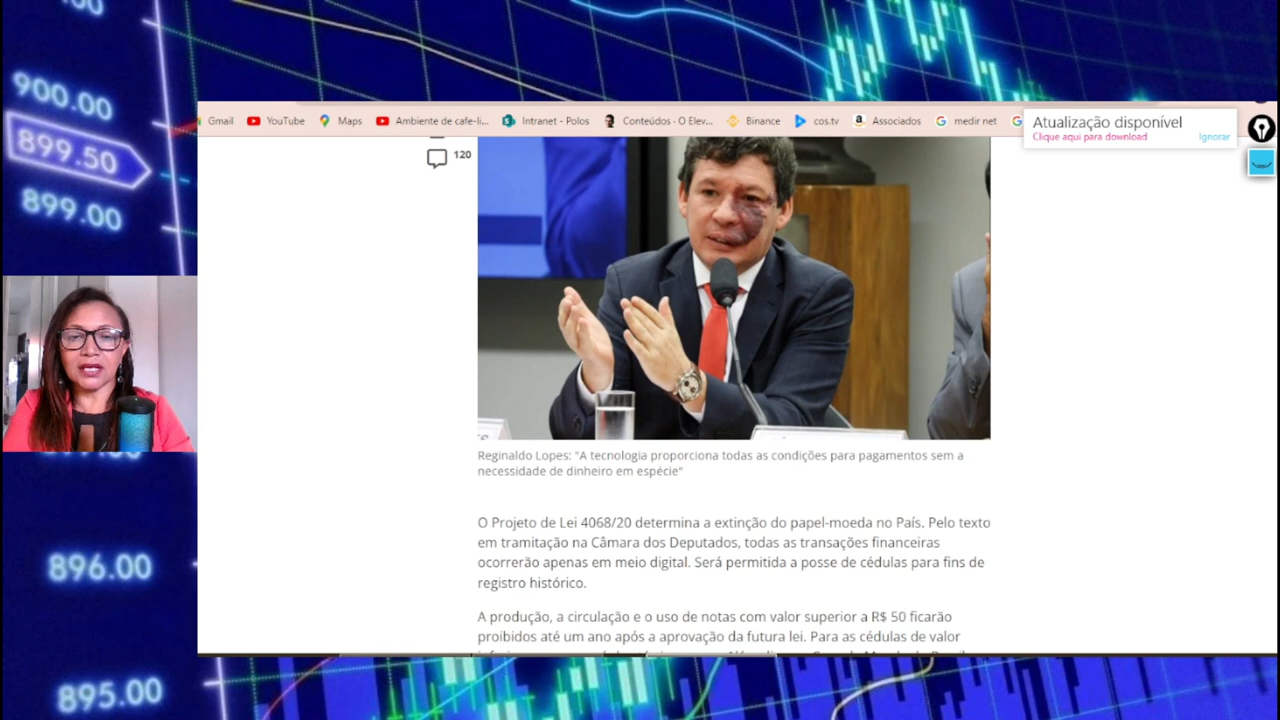 900.00
899.50
899.00
896.00
895.00
Gmail
YouTube
Maps
Ambiente de cafe-li...
Intranet - Polos
Conteúdos - O Elev...
Binance
cos.tv
Associados
medir net
Atualização disponível
Clique aqui para download
Ignorar
120
Reginaldo Lopes: "A tecnologia proporciona todas as condições para pagamentos sem a
necessidade de dinheiro em espécie"
O Projeto de Lei 4068/20 determina a extinção do papel-moeda no País. Pelo texto
em tramitação na Câmara dos Deputados, todas as transações financeiras
ocorrerão apenas em meio digital. Será permitida a posse de cédulas para fins de
registro histórico.
A produção, a circulação e o uso de notas com valor superior a R$ 50 ficarão
proibidos até um ano após a aprovação da futura lei. Para as cédulas de valor